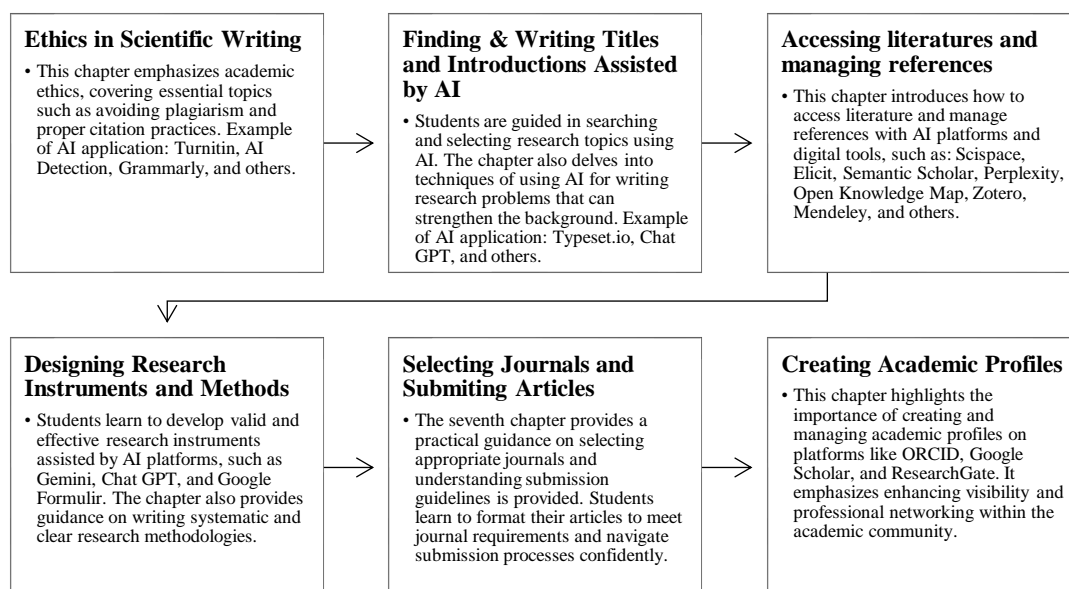 Ethics in Scientific Writing
• This chapter emphasizes academic
ethics, covering essential topics
such as avoiding plagiarism and
proper citation practices. Example
of AI application: Turnitin, AI
Detection, Grammarly, and others.
Finding & Writing Titles
and Introductions Assisted
by AI
• Students are guided in searching
and selecting research topics using
AI. The chapter also delves into
techniques of using AI for writing
research problems that can
strengthen the background. Example
of AI application: Typeset.io, Chat
GPT, and others.
Accessing literatures and
managing references
• This chapter introduces how to
access literature and manage
references with AI platforms and
digital tools, such as: Scispace,
Elicit, Semantic Scholar, Perplexity,
Open Knowledge Map, Zotero,
Mendeley, and others.
Designing Research
Instruments and Methods
• Students learn to develop valid and
effective research instruments
assisted by AI platforms, such as
Gemini, Chat GPT, and Google
Formulir. The chapter also provides
guidance on writing systematic and
clear research methodologies.
Selecting Journals and
Submiting Articles
• The seventh chapter provides a
practical guidance on selecting
appropriate journals and
understanding submission
guidelines is provided. Students
learn to format their articles to meet
journal requirements and navigate
submission processes confidently.
Creating Academic Profiles
• This chapter highlights the
importance of creating and
managing academic profiles on
platforms like ORCID, Google
Scholar, and ResearchGate. It
emphasizes enhancing visibility and
professional networking within the
academic community.